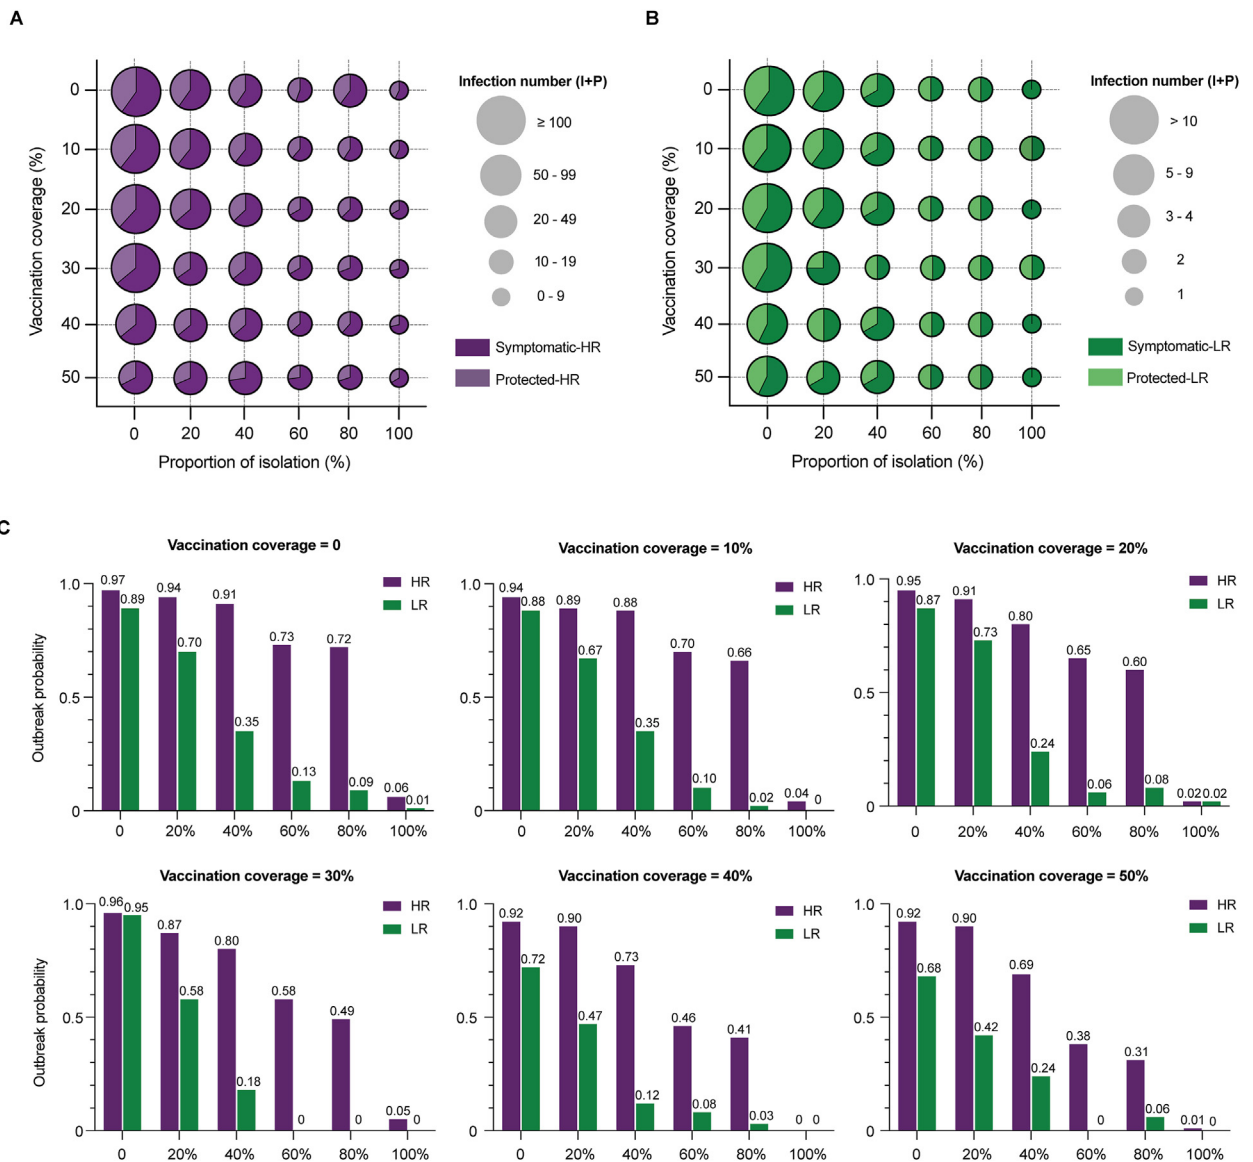 A
B
Infection number (I+P)
≥ 100
50 - 99
20 - 49
10 - 19
0 - 9
Symptomatic-HR
Protected-HR
Vaccination coverage (%)
0
10
20
30
40
50
0 20 40 60 80 100
Proportion of isolation (%)
Infection number (I+P)
> 10
5 - 9
3 - 4
2
1
Symptomatic-LR
Protected-LR
Vaccination coverage (%)
0
10
20
30
40
50
0 20 40 60 80 100
Proportion of isolation (%)
C
Vaccination coverage = 0
HR
LR
Outbreak probability
1.0
0.5
0
0.97 0.89 0.94 0.70 0.91 0.35 0.73 0.13 0.72 0.09 0.06 0.01
0 20% 40% 60% 80% 100%
Vaccination coverage = 10%
HR
LR
1.0
0.5
0
0.94 0.88 0.89 0.67 0.88 0.35 0.70 0.10 0.66 0.02 0.04 0
0 20% 40% 60% 80% 100%
Vaccination coverage = 20%
HR
LR
1.0
0.5
0
0.95 0.87 0.91 0.73 0.80 0.24 0.65 0.06 0.60 0.08 0.02 0.02
0 20% 40% 60% 80% 100%
Vaccination coverage = 30%
HR
LR
Outbreak probability
1.0
0.5
0
0.96 0.95 0.87 0.58 0.80 0.18 0.58 0 0.49 0 0.05 0
0 20% 40% 60% 80% 100%
Vaccination coverage = 40%
HR
LR
1.0
0.5
0
0.92 0.72 0.90 0.47 0.73 0.12 0.46 0.08 0.41 0.03 0 0
0 20% 40% 60% 80% 100%
Vaccination coverage = 50%
HR
LR
1.0
0.5
0
0.92 0.68 0.90 0.42 0.69 0.24 0.38 0 0.31 0.06 0.01 0
0 20% 40% 60% 80% 100%